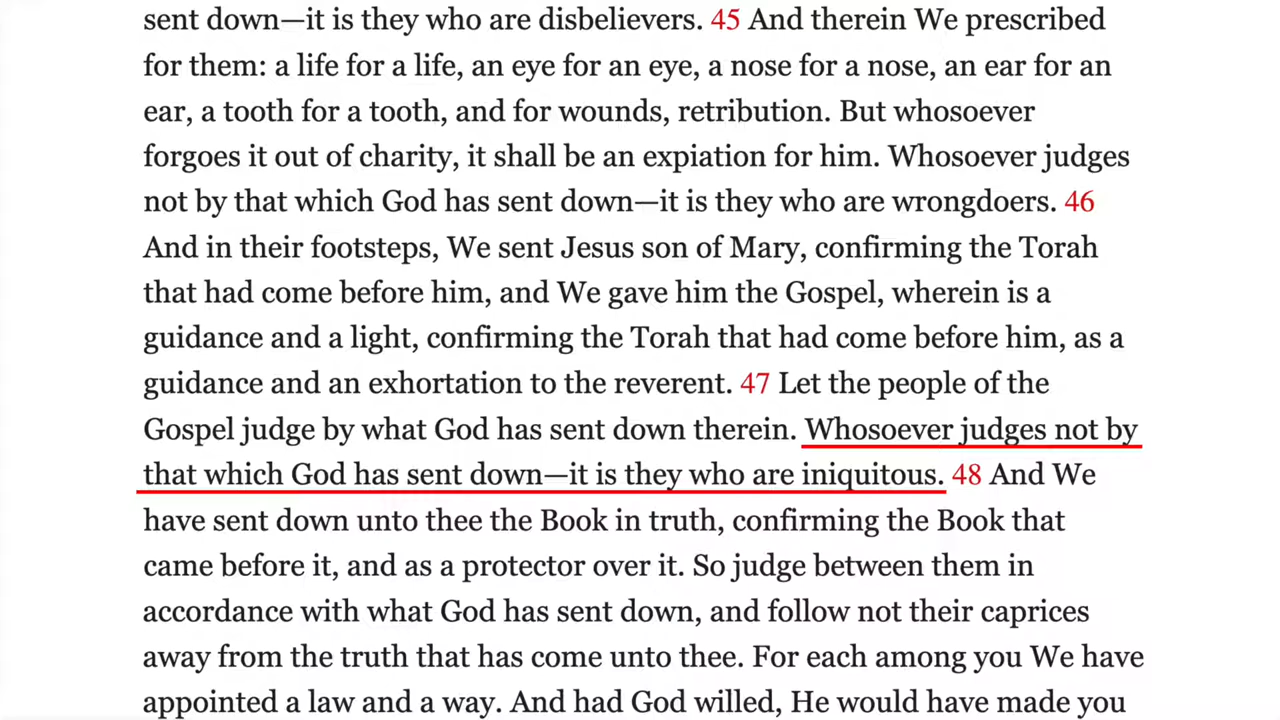 sent down—it is they who are disbelievers. 45 And therein We prescribed
for them: a life for a life, an eye for an eye, a nose for a nose, an ear for an
ear, a tooth for a tooth, and for wounds, retribution. But whosoever
forgoes it out of charity, it shall be an expiation for him. Whosoever judges
not by that which God has sent down—it is they who are wrongdoers. 46
And in their footsteps, We sent Jesus son of Mary, confirming the Torah
that had come before him, and We gave him the Gospel, wherein is a
guidance and a light, confirming the Torah that had come before him, as a
guidance and an exhortation to the reverent. 47 Let the people of the
Gospel judge by what God has sent down therein. Whosoever judges not by
that which God has sent down—it is they who are iniquitous. 48 And We
have sent down unto thee the Book in truth, confirming the Book that
came before it, and as a protector over it. So judge between them in
accordance with what God has sent down, and follow not their caprices
away from the truth that has come unto thee. For each among you We have
appointed a law and a way. And had God willed, He would have made you